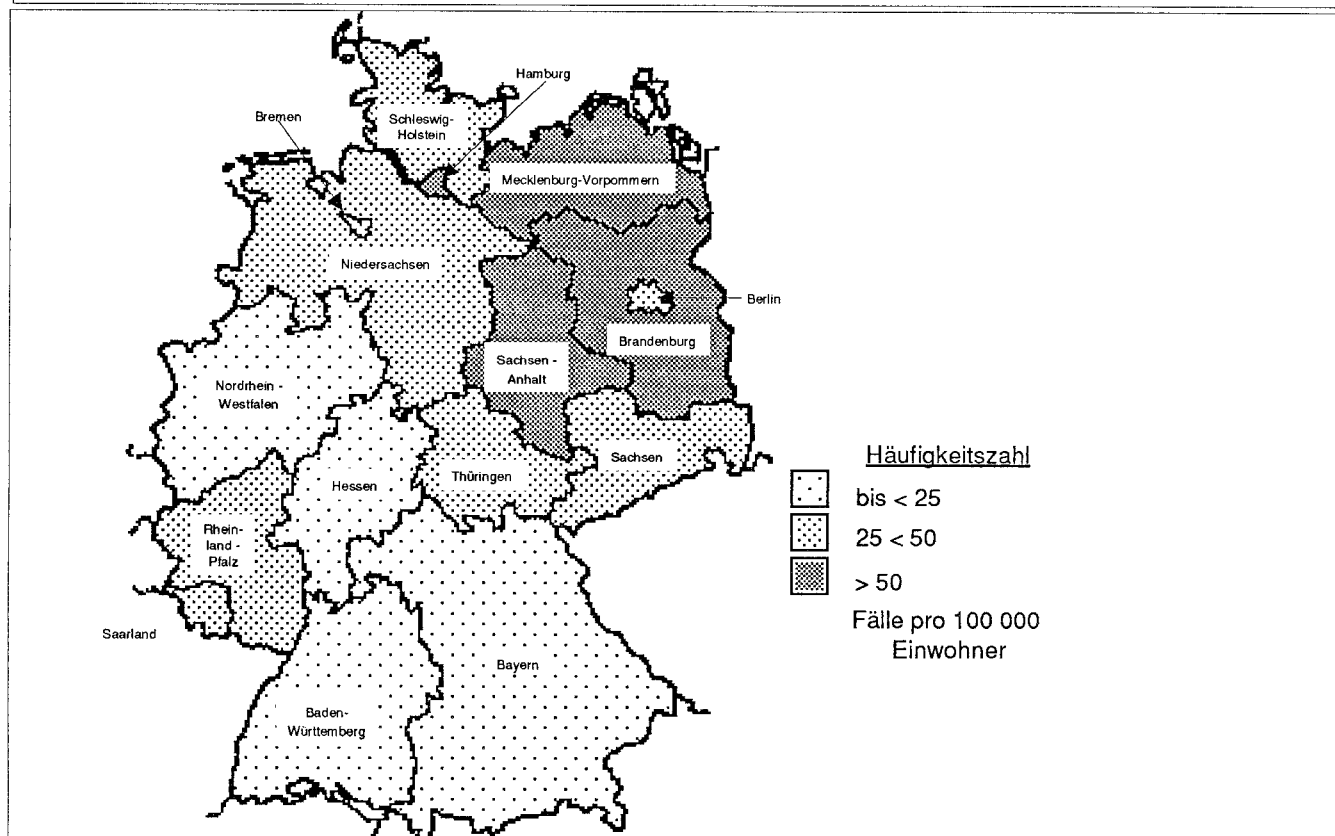 Hamburg
Bremen
Schleswig-
Holstein
Mecklenburg-Vorpommern
Niedersachsen
Berlin
Brandenburg
Sachsen -
Anhalt
Nordrhein -
Westfalen
Sachsen
Thüringen
Hessen
Rhein-
land -
Pfalz
Saarland
Bayern
Baden-
Württemberg
Häufigkeitszahl
bis < 25
25 < 50
> 50
Fälle pro 100 000
Einwohner